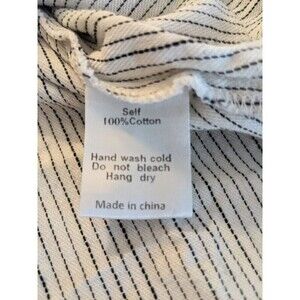 Self
100%Cotton
Hand wash cold
Do not bleach
Hang dry
Made in china